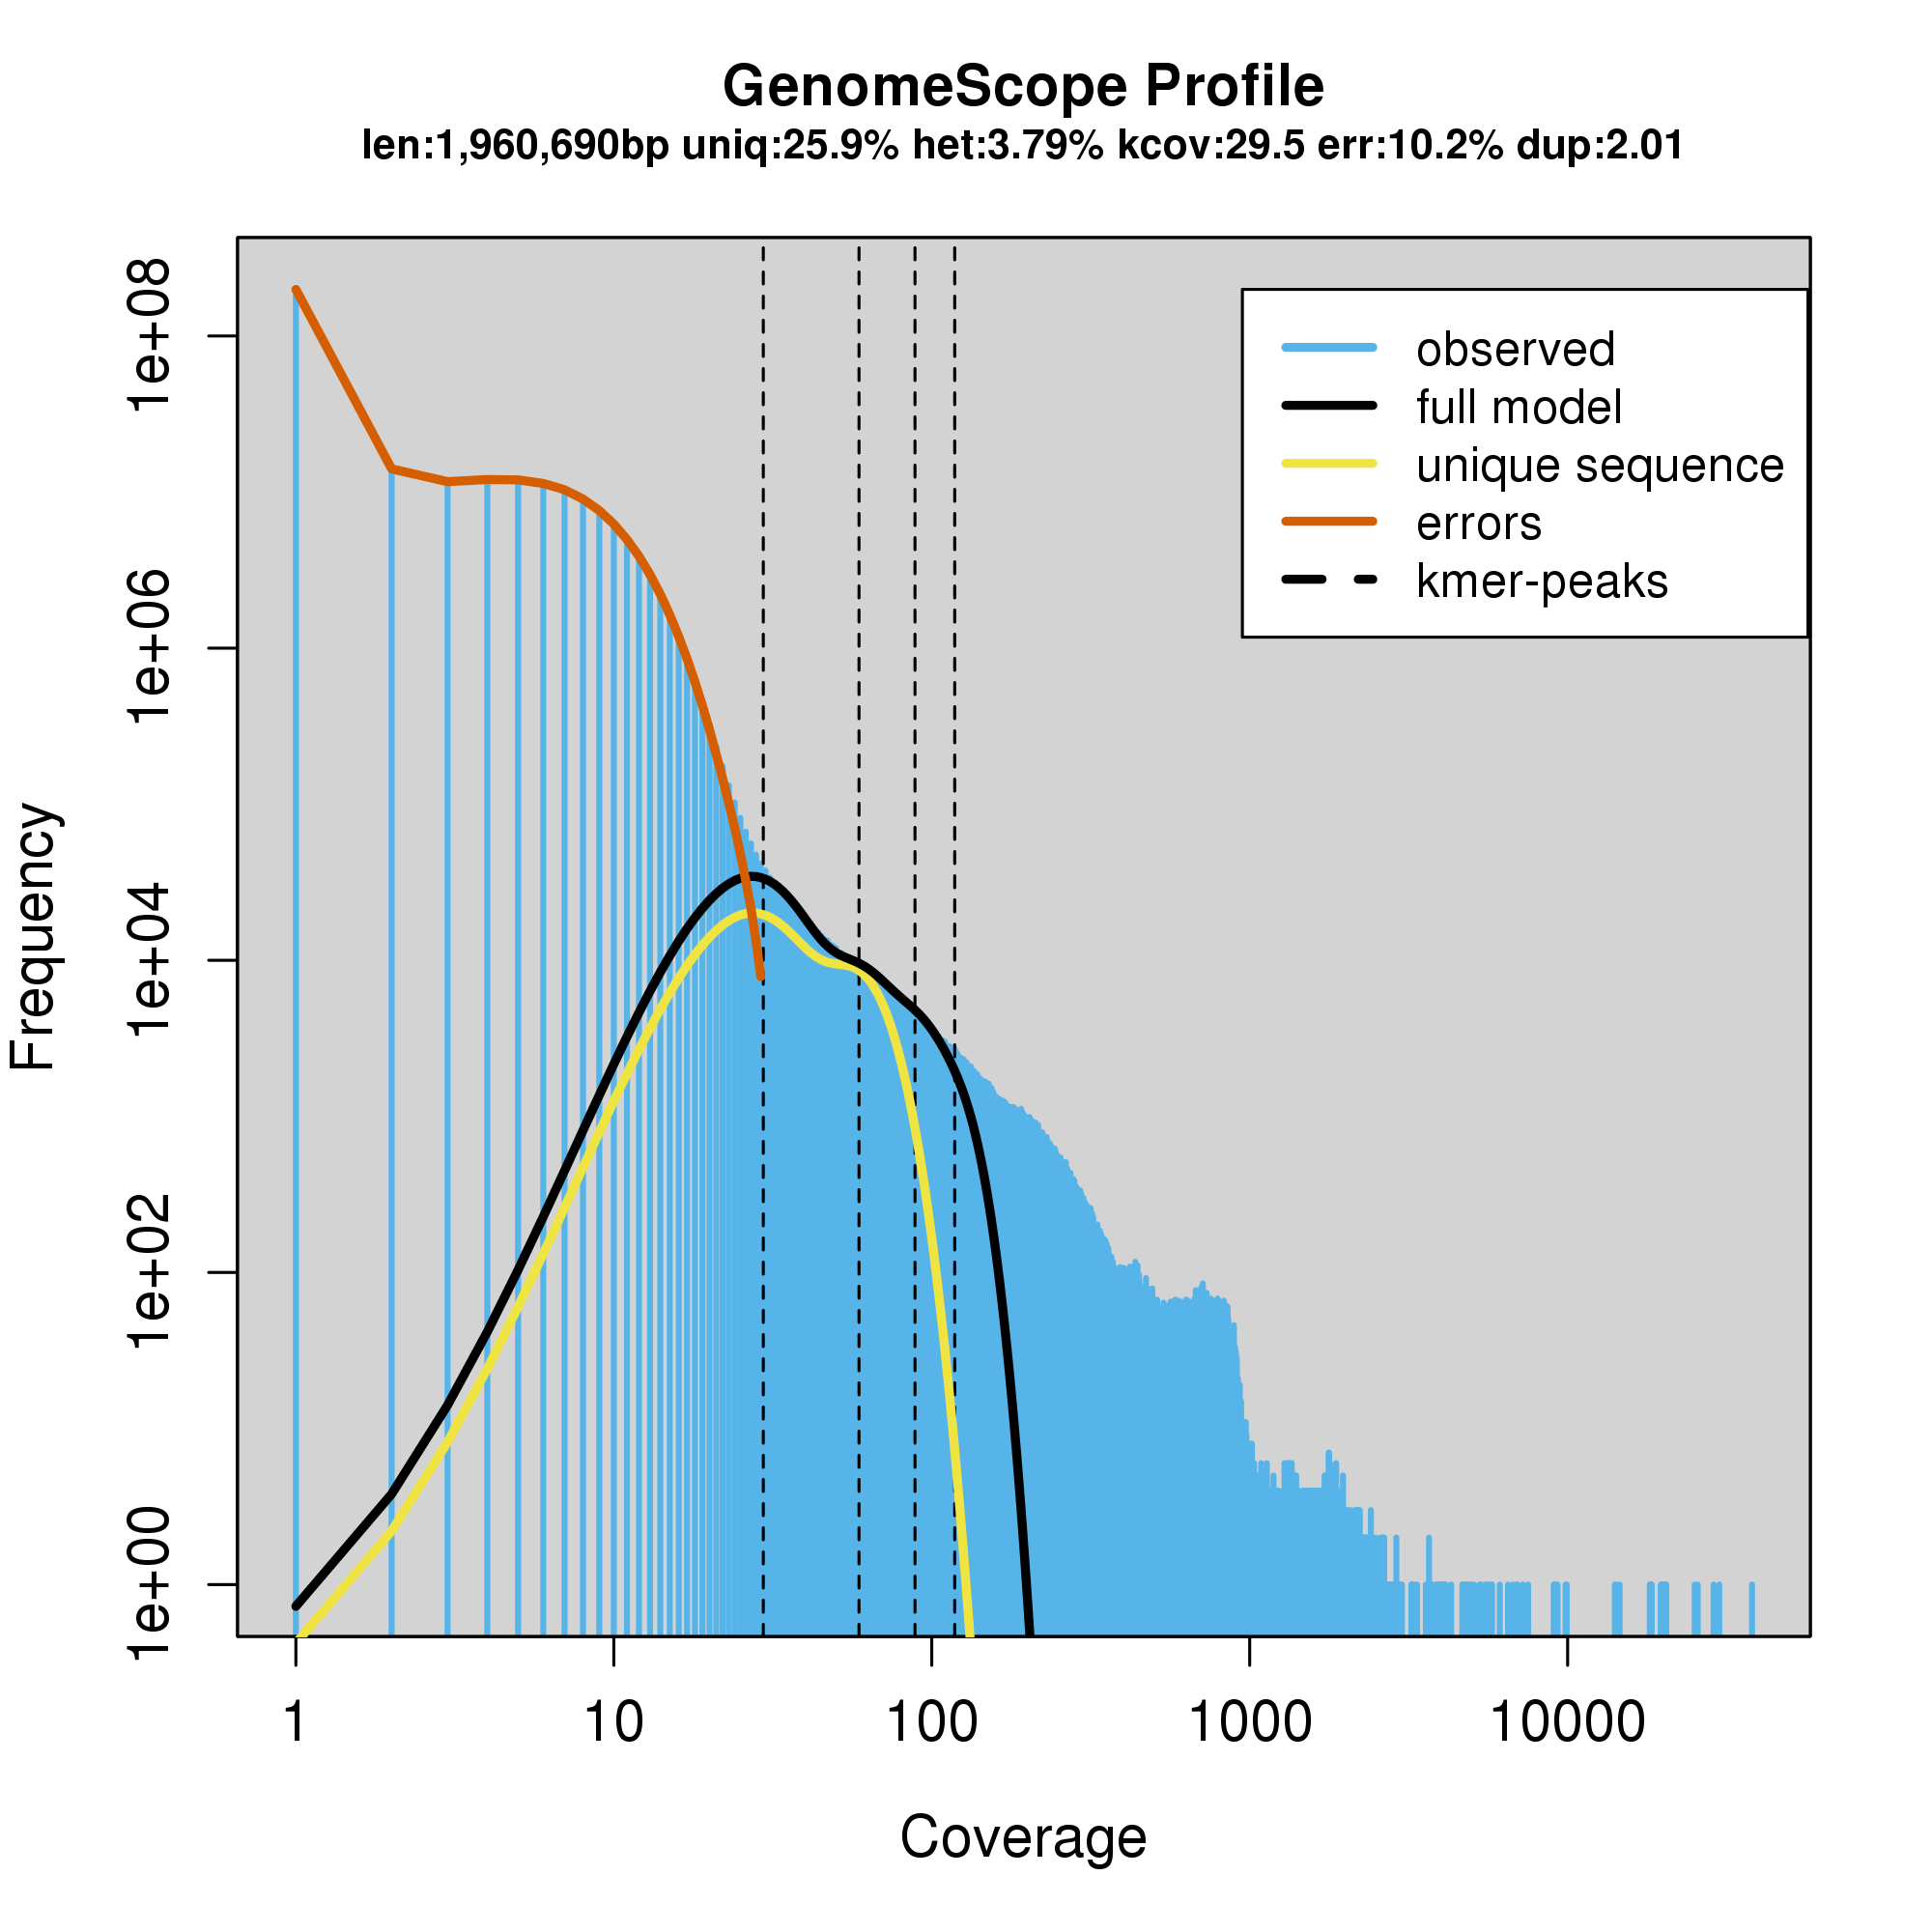 GenomeScope Profile
len:1,960,690bp uniq:25.9% het:3.79% kcov:29.5 err:10.2% dup:2.01
observed
full model
unique sequence
errors
kmer-peaks
Frequency
1e+08
1e+06
1e+04
1e+02
1e+00
1 10 100 1000 10000
Coverage